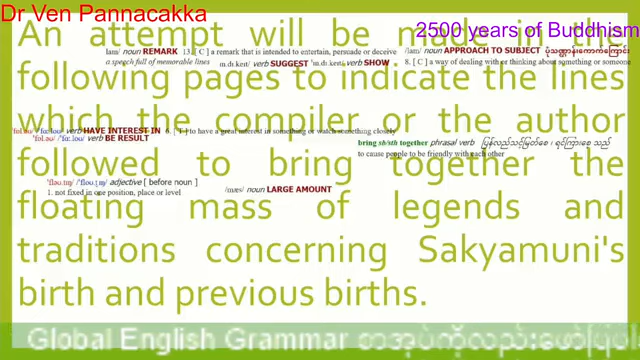 Dr Ven Pannacakka
2500 years of Buddhism
An attempt will be made in the
laɪn/ noun REMARK 13. [ C ] a remark that is intended to entertain, persuade or deceive
a speech full of memorable lines
verb SUGGEST
verb SHOW
/laɪn/ noun APPROACH TO SUBJECT
8. [ C ] a way of dealing with or thinking about something or someone
following pages to indicate the lines
which the compiler or the author
verb HAVE INTEREST IN 6. [ T ] to have a great interest in something or watch something closely
verb BE RESULT
bring sb/sth together phrasal verb
to cause people to be friendly with each other
followed to bring together the
adjective [ before noun ]
1. not fixed in one position, place or level
/mæs/ noun LARGE AMOUNT
floating mass of legends and
traditions concerning Sakyamuni's
birth and previous births.
Global English Grammar